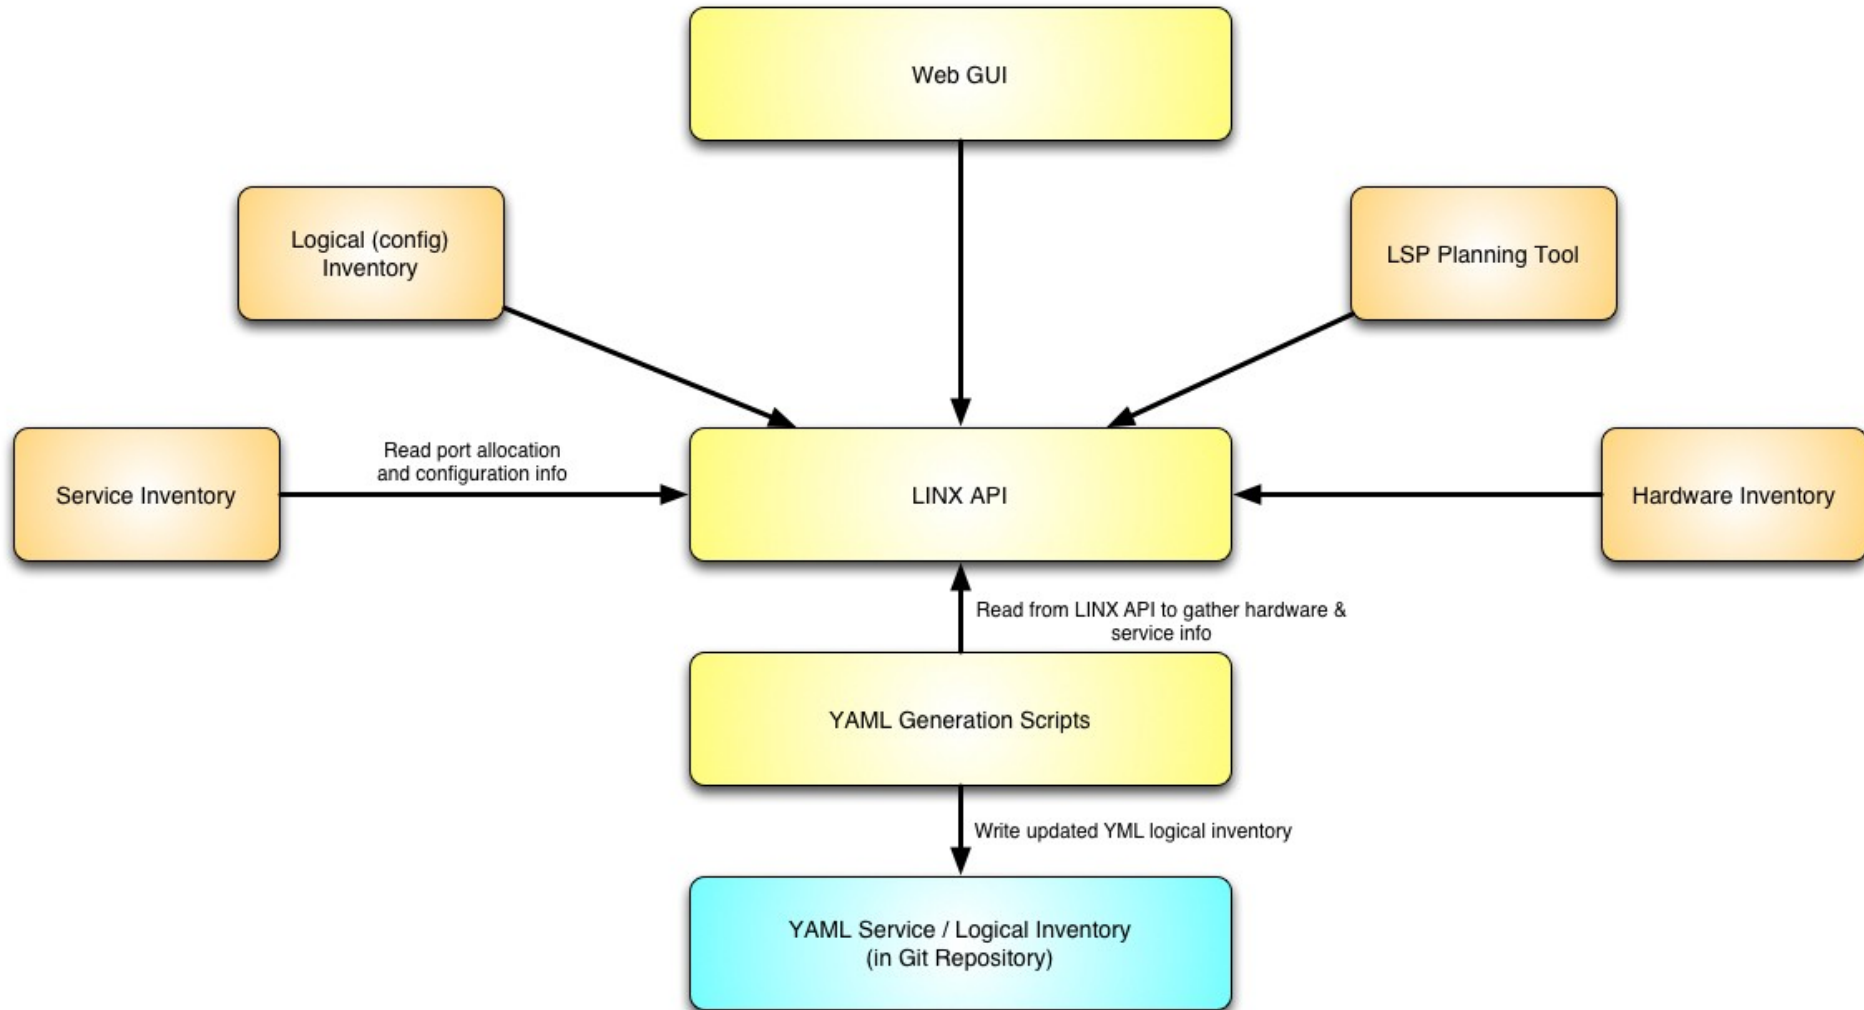 Web GUI
Logical (config)
Inventory
LSP Planning Tool
Read port allocation
and configuration info
Service Inventory
LINX API
Hardware Inventory
Read from LINX API to gather hardware &
service info
YAML Generation Scripts
Write updated YML logical inventory
YAML Service / Logical Inventory
(in Git Repository)